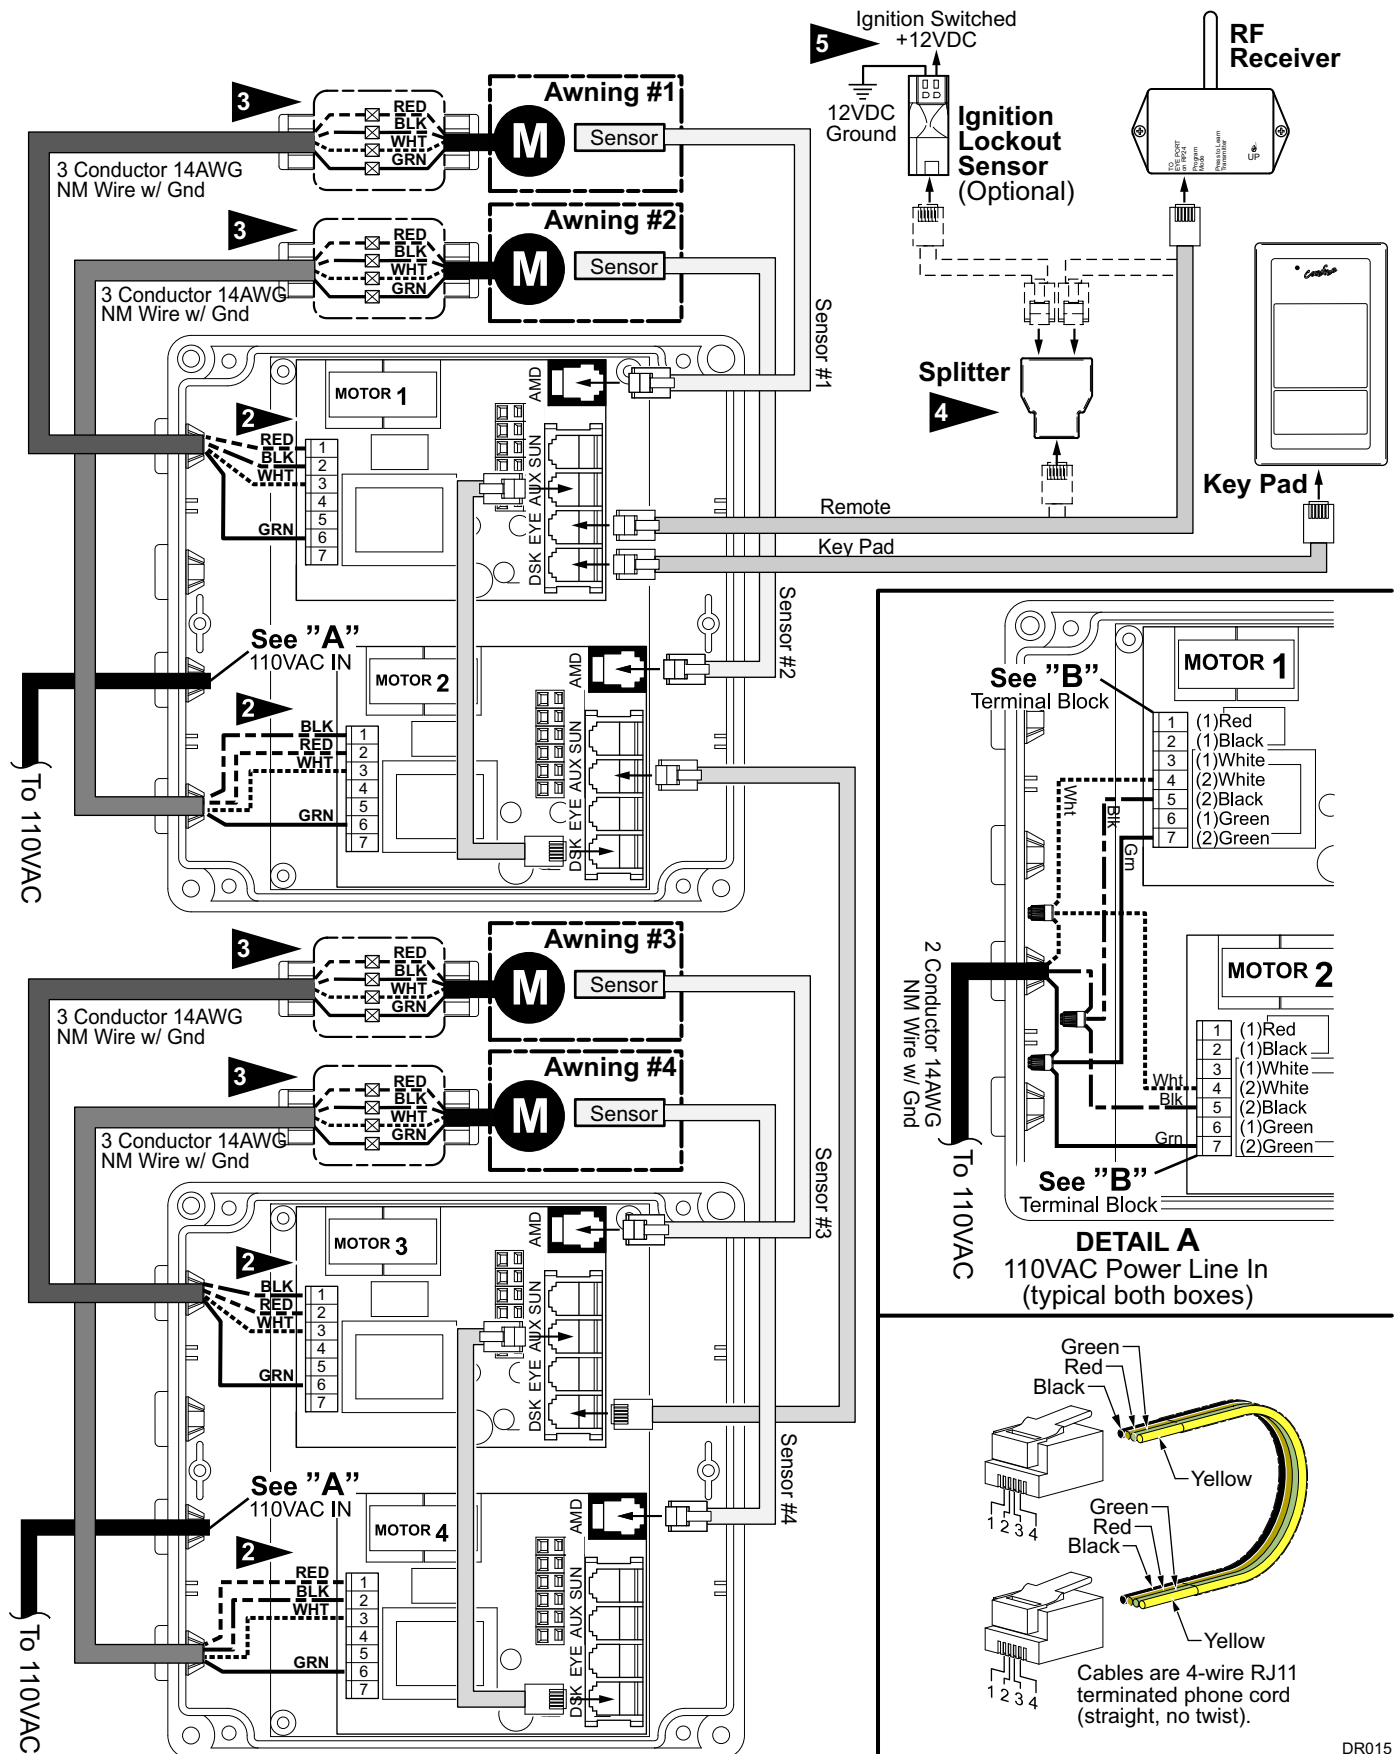 5
Ignition Switched
+12VDC
12VDC
Ground
Ignition
Lockout
Sensor
(Optional)
RF
Receiver
TO
EYE PORT
on RP24
Program
Mode
Press to Learn
Transmitter
UP
3
RED
BLK
WHT
GRN
Awning #1
M
Sensor
3 Conductor 14AWG
NM Wire w/ Gnd
3
RED
BLK
WHT
GRN
Awning #2
M
Sensor
3 Conductor 14AWG
NM Wire w/ Gnd
Sensor #1
Splitter
4
Key Pad
Remote
Key Pad
MOTOR 1
AMD
2
RED
BLK
WHT
GRN
1
2
3
4
5
6
7
DSK EYE AUX SUN
Sensor #2
See "A"
110VAC IN
To 110VAC
MOTOR 2
AMD
2
BLK
RED
WHT
GRN
1
2
3
4
5
6
7
DSK EYE AUX SUN
3
RED
BLK
WHT
GRN
Awning #3
M
Sensor
3 Conductor 14AWG
NM Wire w/ Gnd
3
RED
BLK
WHT
GRN
Awning #4
M
Sensor
3 Conductor 14AWG
NM Wire w/ Gnd
Sensor #3
MOTOR 3
AMD
2
BLK
RED
WHT
GRN
1
2
3
4
5
6
7
DSK EYE AUX SUN
Sensor #4
See "A"
110VAC IN
To 110VAC
MOTOR 4
AMD
2
RED
BLK
WHT
GRN
1
2
3
4
5
6
7
DSK EYE AUX SUN
MOTOR 1
See "B"
Terminal Block
1 (1)Red
2 (1)Black
3 (1)White
4 (2)White
5 (2)Black
6 (1)Green
7 (2)Green
Wht
Blk
Grn
2 Conductor 14AWG
NM Wire w/ Gnd
To 110VAC
MOTOR 2
1 (1)Red
2 (1)Black
3 (1)White
4 (2)White
5 (2)Black
6 (1)Green
7 (2)Green
Wht
Blk
Grn
See "B"
Terminal Block
DETAIL A
110VAC Power Line In
(typical both boxes)
Green
Red
Black
Yellow
1 2 3 4
Green
Red
Black
Yellow
1 2 3 4
Cables are 4-wire RJ11
terminated phone cord
(straight, no twist).
DR015